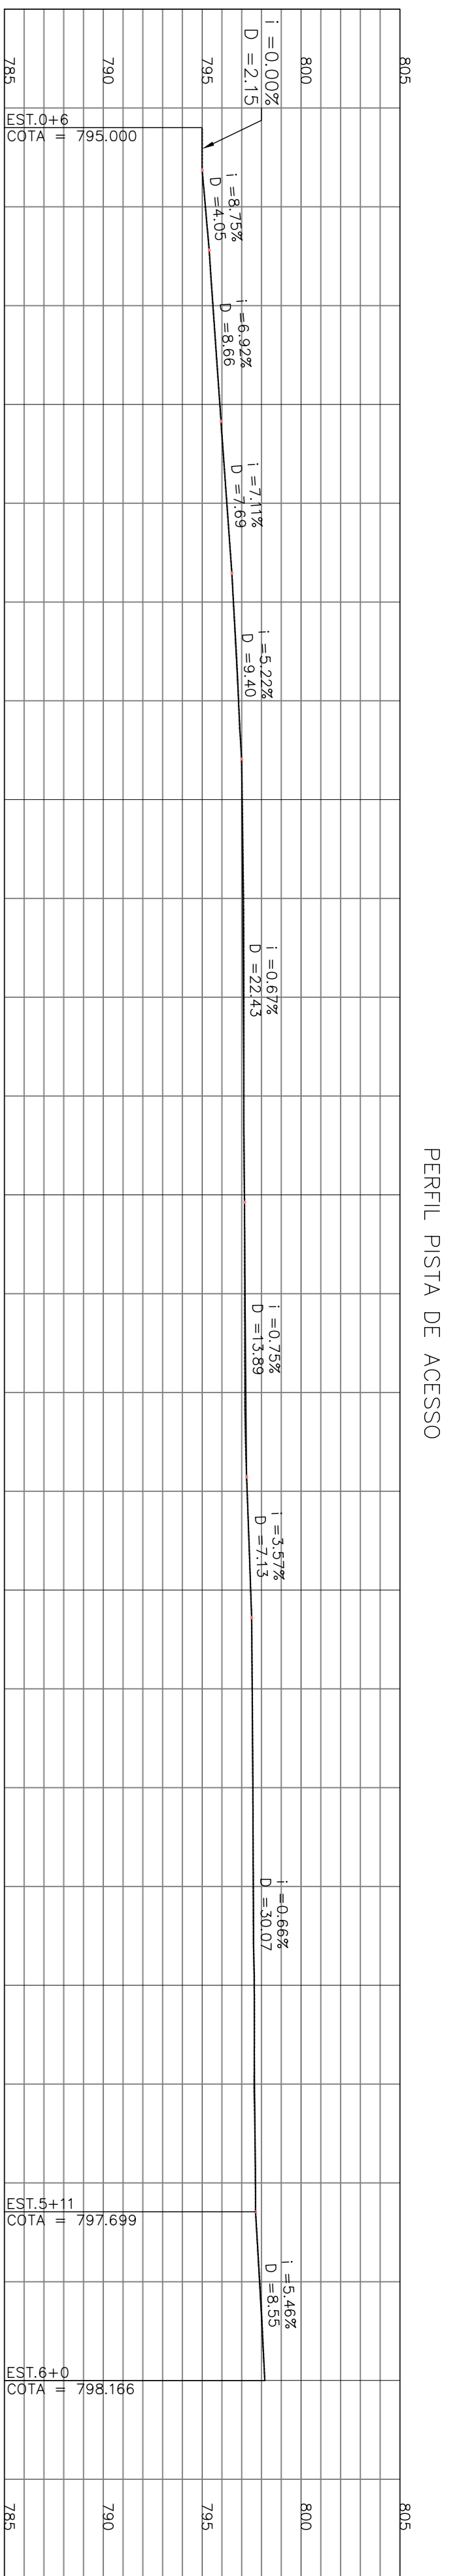 PERFIL PISTA DE ACESSO
805
800
795
790
785
i =0.00%
D =2.15
i =8.75%
D =4.05
i =6.92%
D =8.66
i =7.11%
D =7.69
i =5.22%
D =9.40
i =0.67%
D =22.43
i =0.75%
D =13.89
i =3.57%
D =7.13
i =0.66%
D =30.07
i =5.46%
D =8.55
EST.0+6
COTA = 795.000
EST.5+11
COTA = 797.699
EST.6+0
COTA = 798.166
805
800
795
790
785